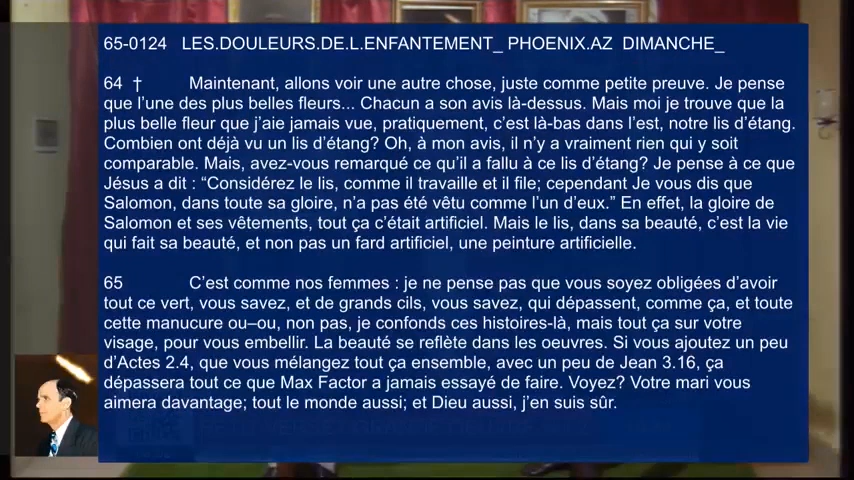 65-0124 LES.DOULEURS.DE.L.ENFANTEMENT_ PHOENIX.AZ DIMANCHE_
64 † Maintenant, allons voir une autre chose, juste comme petite preuve. Je pense
que l’une des plus belles fleurs... Chacun a son avis là-dessus. Mais moi je trouve que la
plus belle fleur que j’aie jamais vue, pratiquement, c’est là-bas dans l’est, notre lis d’étang.
Combien ont déjà vu un lis d’étang? Oh, à mon avis, il n’y a vraiment rien qui y soit
comparable. Mais, avez-vous remarqué ce qu’il a fallu à ce lis d’étang? Je pense à ce que
Jésus a dit : “Considérez le lis, comme il travaille et il file; cependant Je vous dis que
Salomon, dans toute sa gloire, n’a pas été vêtu comme l’un d’eux.” En effet, la gloire de
Salomon et ses vêtements, tout ça c’était artificiel. Mais le lis, dans sa beauté, c’est la vie
qui fait sa beauté, et non pas un fard artificiel, une peinture artificielle.
65 C’est comme nos femmes : je ne pense pas que vous soyez obligées d’avoir
tout ce vert, vous savez, et de grands cils, vous savez, qui dépassent, comme ça, et toute
cette manucure ou–ou, non pas, je confonds ces histoires-là, mais tout ça sur votre
visage, pour vous embellir. La beauté se reflète dans les oeuvres. Si vous ajoutez un peu
d’Actes 2.4, que vous mélangez tout ça ensemble, avec un peu de Jean 3.16, ça
dépassera tout ce que Max Factor a jamais essayé de faire. Voyez? Votre mari vous
aimera davantage; tout le monde aussi; et Dieu aussi, j’en suis sûr.